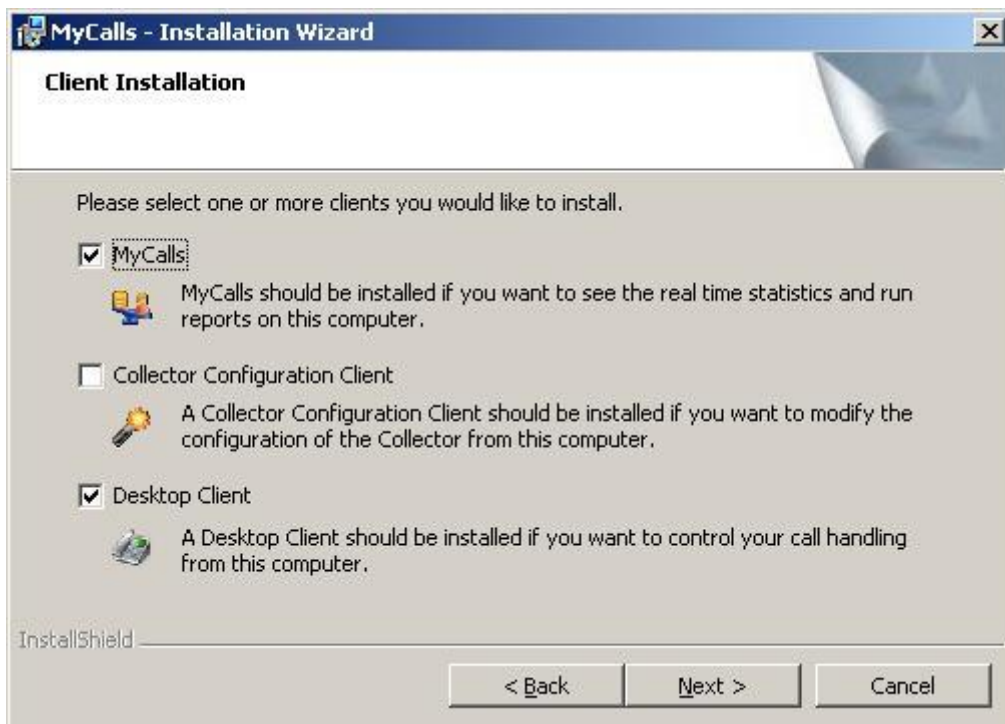 MyCalls - Installation Wizard
Client Installation
Please select one or more clients you would like to install.
MyCalls
MyCalls should be installed if you want to see the real time statistics and run
reports on this computer.
Collector Configuration Client
A Collector Configuration Client should be installed if you want to modify the
configuration of the Collector from this computer.
Desktop Client
A Desktop Client should be installed if you want to control your call handling
from this computer.
InstallShield
< Back
Next >
Cancel